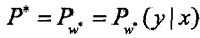 P* = P_{w*} = P_{w*}(y|x)